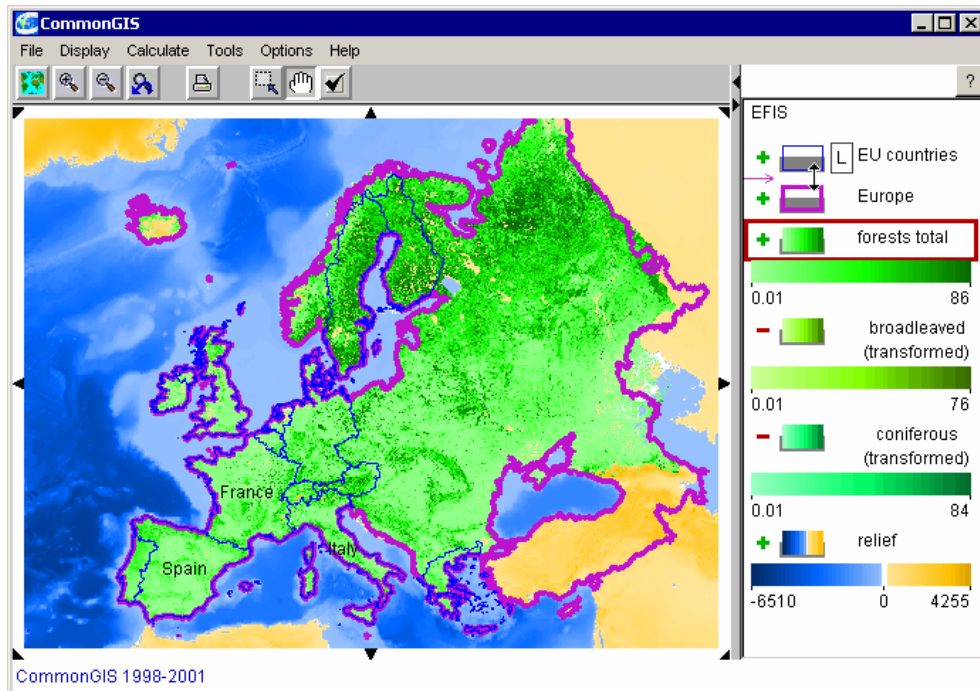 CommonGIS
File Display Calculate Tools Options Help
?
EFIS
L EU countries
Europe
forests total
0.01 86
broadleaved
(transformed)
0.01 76
coniferous
(transformed)
0.01 84
relief
-6510 0 4255
France
Italy
Spain
CommonGIS 1998-2001